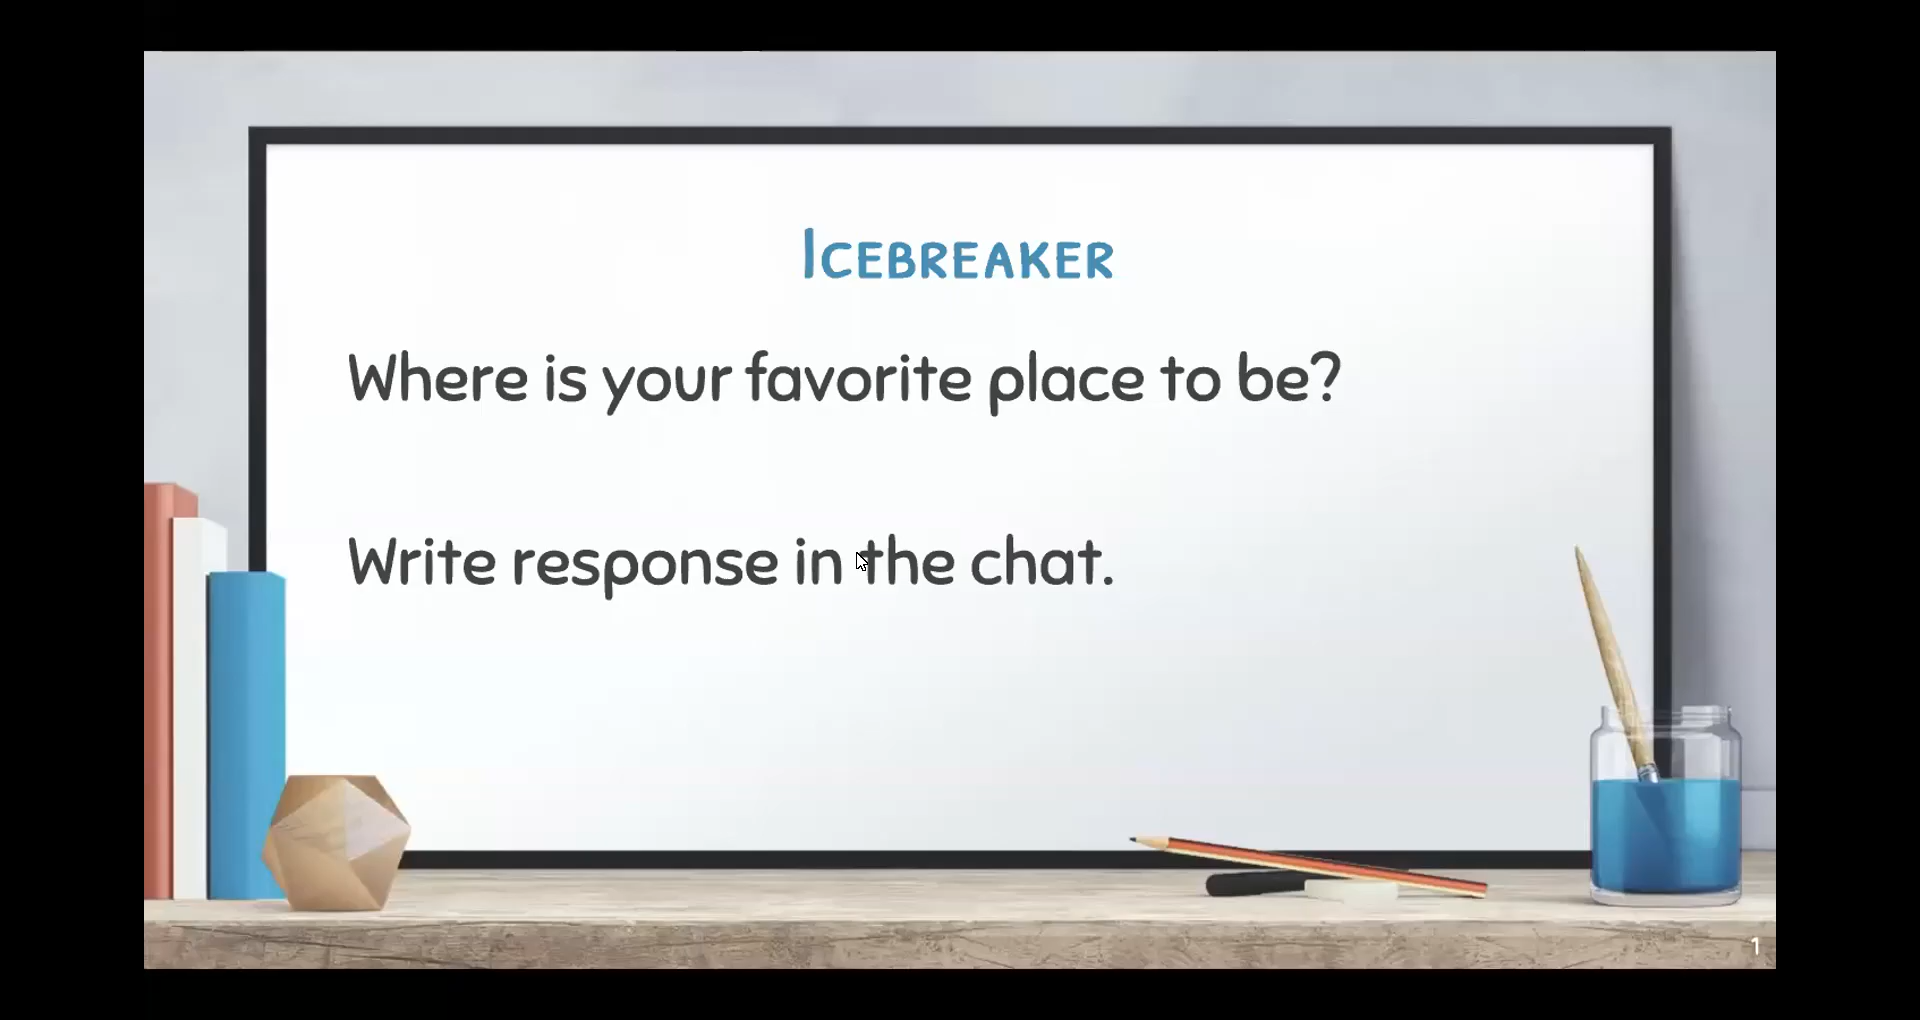 Icebreaker
Where is your favorite place to be?
Write response in the chat.
1